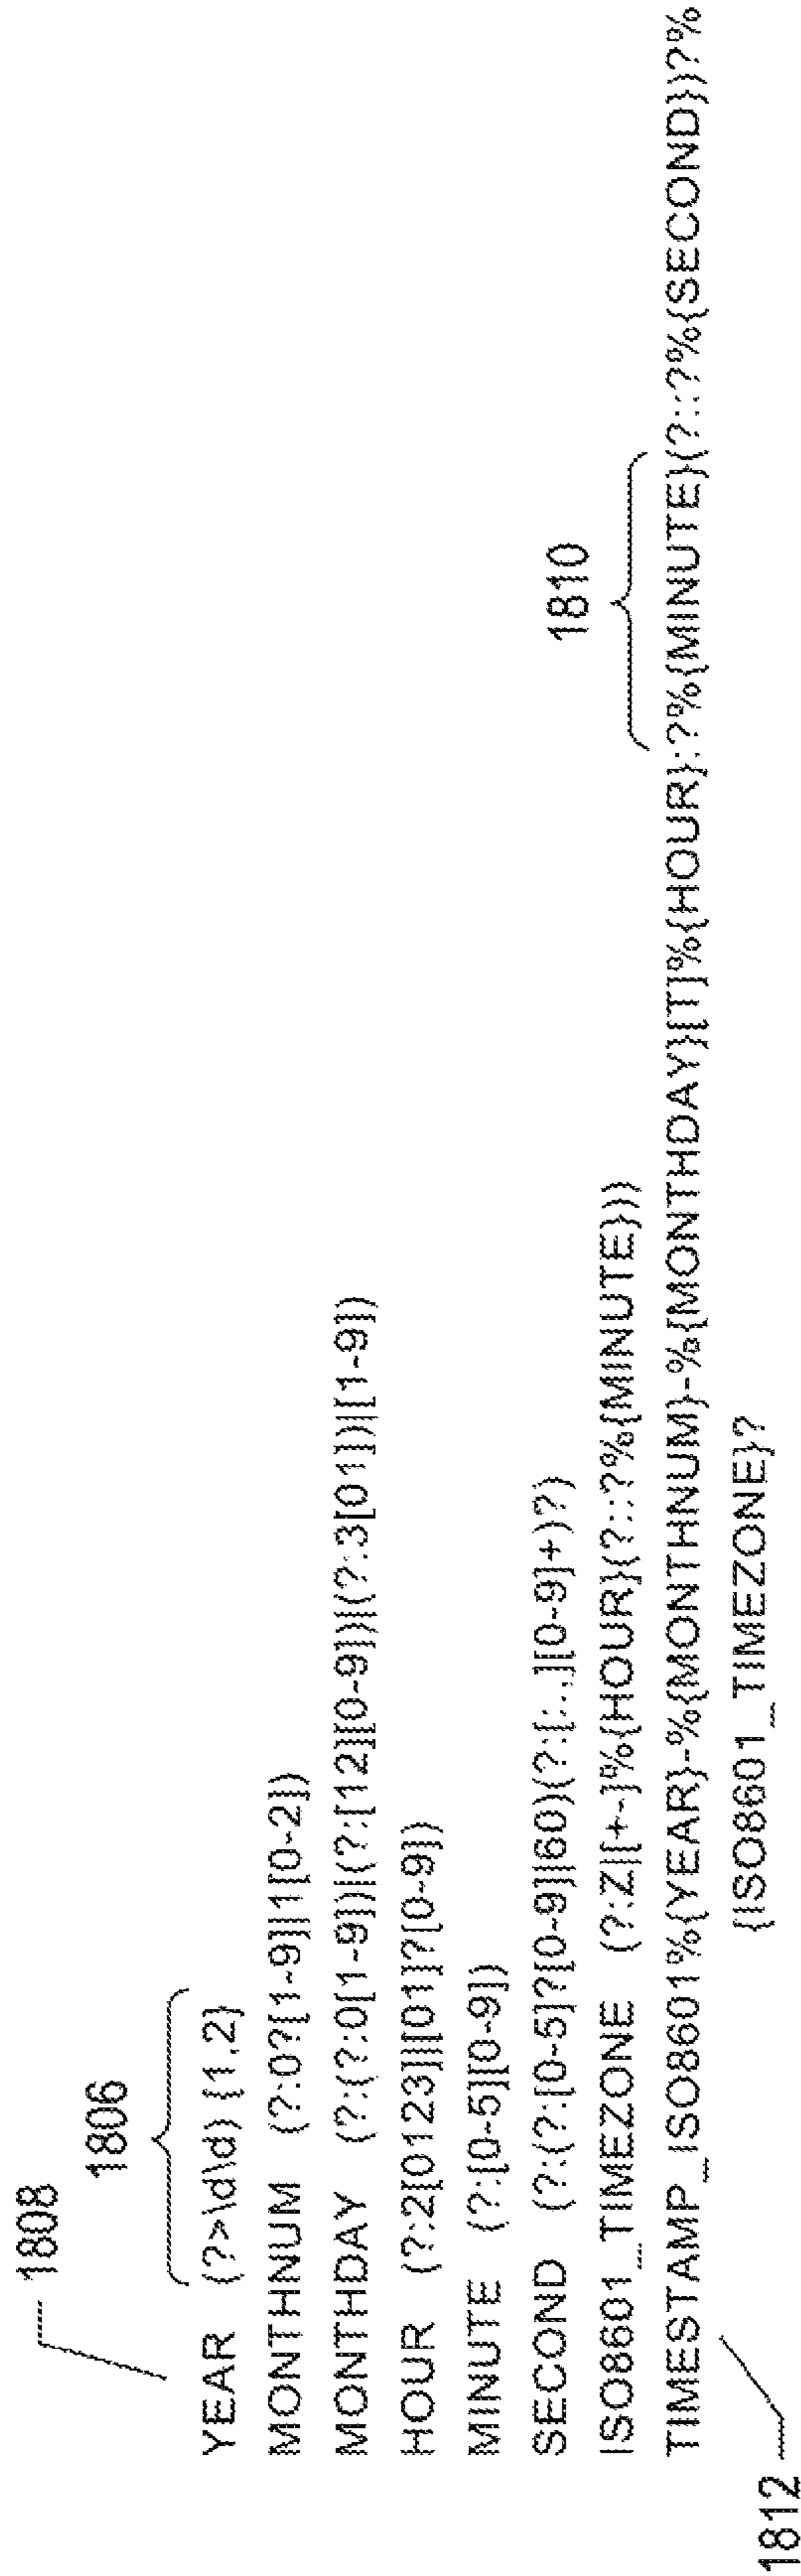 1808
1806
YEAR (?>\d\d) {1,2}
MONTHNUM (?:0?[1-9]|1[0-2])
MONTHDAY (?:(?:0[1-9])|(?:[12][0-9])|(?:3[01])|[1-9])
HOUR (?:2[0123]|[01]?[0-9])
MINUTE (?:[0-5][0-9])
1810
SECOND (?:(?:[0-5]?[0-9]|60)(?:[:.,][0-9]+)?)
ISO8601_TIMEZONE (?:Z|[+-]%{HOUR}(?::?%{MINUTE}))
TIMESTAMP_ISO8601%{YEAR}-%{MONTHNUM}-%{MONTHDAY}[T]%{HOUR}:?%{MINUTE}(?::?%{SECOND})?%
{ISO8601_TIMEZONE}?
1812